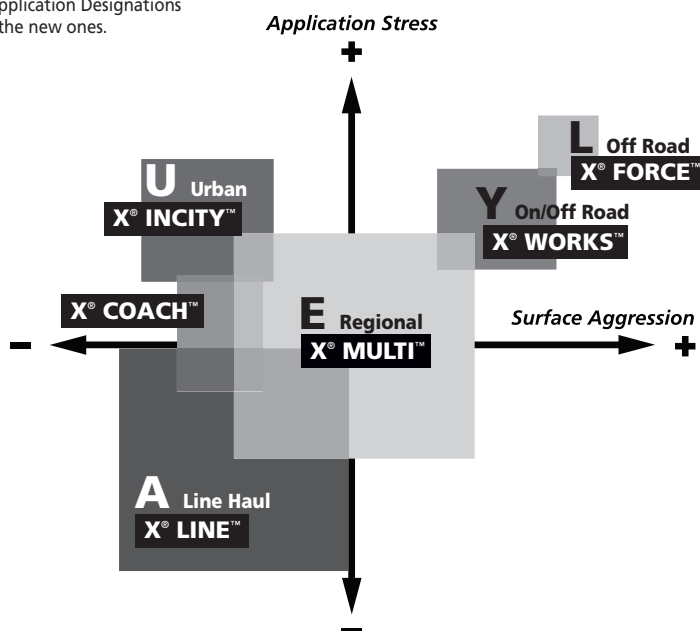 pplication Designations
the new ones.
Application Stress
+
L Off Road
X® FORCE™
U Urban
X® INCITY™
Y On/Off Road
X® WORKS™
X® COACH™
E Regional
X® MULTI™
Surface Aggression
–
+
A Line Haul
X® LINE™
–